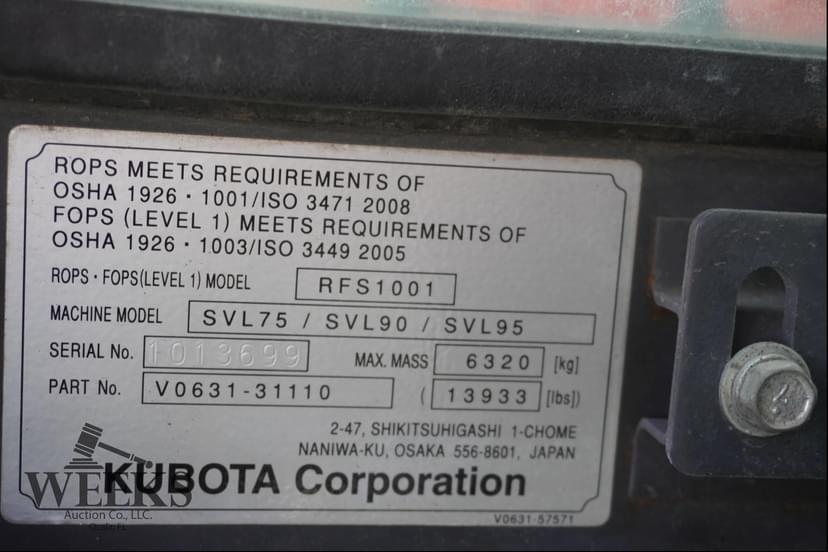 ROPS MEETS REQUIREMENTS OF
OSHA 1926 · 1001/ISO 3471 2008
FOPS (LEVEL 1) MEETS REQUIREMENTS OF
OSHA 1926 · 1003/ISO 3449 2005
ROPS · FOPS(LEVEL 1) MODEL RFS1001
MACHINE MODEL SVL75 / SVL90 / SVL95
SERIAL No. 1013699 MAX. MASS 6320 [kg]
PART No. V0631-31110 ( 13933 [lbs])
2-47, SHIKITSUHIGASHI 1-CHOME
NANIWA-KU, OSAKA 556-8601, JAPAN
KUBOTA Corporation
WEEKS
Auction Co., LLC.
Ocala, FL
V0631-57571